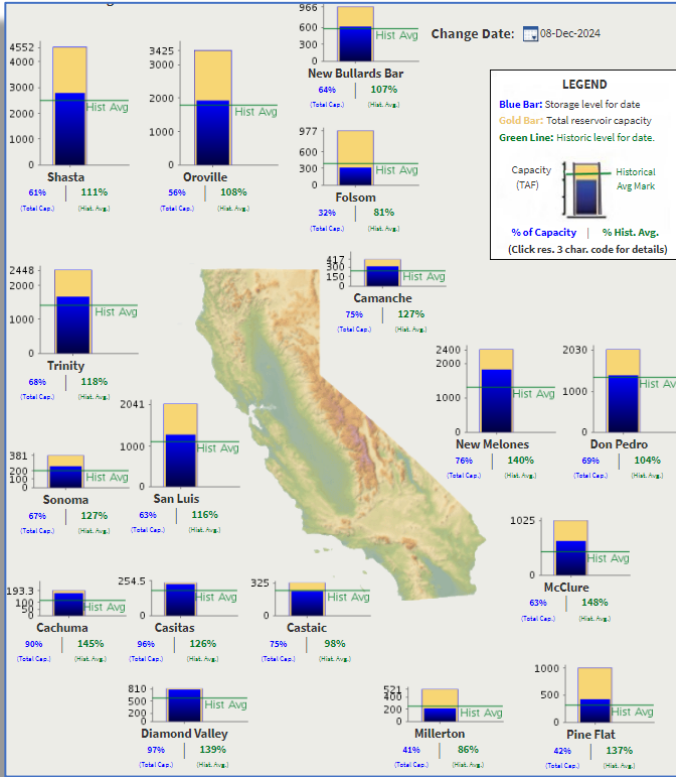 966
600
300
0
Hist Avg
New Bullards Bar
64% | 107%
(Total Cap.) (Hist. Avg.)
Change Date: 08-Dec-2024
4552
4000
3000
2000
1000
0
Hist Avg
Shasta
61% | 111%
(Total Cap.) (Hist. Avg.)
3425
3000
2000
1000
0
Hist Avg
Oroville
56% | 108%
(Total Cap.) (Hist. Avg.)
977
600
300
0
Hist Avg
Folsom
32% | 81%
(Total Cap.) (Hist. Avg.)
LEGEND
Blue Bar: Storage level for date
Gold Bar: Total reservoir capacity
Green Line: Historic level for date.
Capacity
(TAF)
Historical
Avg Mark
% of Capacity | % Hist. Avg.
(Click res. 3 char. code for details)
417
300
150
0
Hist Avg
Camanche
75% | 127%
(Total Cap.) (Hist. Avg.)
2448
2000
1000
0
Hist Avg
Trinity
68% | 118%
(Total Cap.) (Hist. Avg.)
2400
2000
1000
0
Hist Avg
New Melones
76% | 140%
(Total Cap.) (Hist. Avg.)
2030
1000
0
Hist Av
Don Pedro
69% | 104%
(Total Cap.) (Hist. Avg.)
381
200
100
0
Hist Avg
Sonoma
67% | 127%
(Total Cap.) (Hist. Avg.)
2041
1000
0
Hist Avg
San Luis
63% | 116%
(Total Cap.) (Hist. Avg.)
1025
0
Hist Avg
McClure
63% | 148%
(Total Cap.) (Hist. Avg.)
193.3
100
50
0
Hist Avg
Cachuma
90% | 145%
(Total Cap.) (Hist. Avg.)
254.5
0
Hist Avg
Casitas
96% | 126%
(Total Cap.) (Hist. Avg.)
325
0
Hist Avg
Castaic
75% | 98%
(Total Cap.) (Hist. Avg.)
810
500
200
0
Hist Avg
Diamond Valley
97% | 139%
(Total Cap.) (Hist. Avg.)
521
400
200
0
Hist Avg
Millerton
41% | 86%
(Total Cap.) (Hist. Avg.)
1000
500
0
Hist Avg
Pine Flat
42% | 137%
(Total Cap.) (Hist. Avg.)